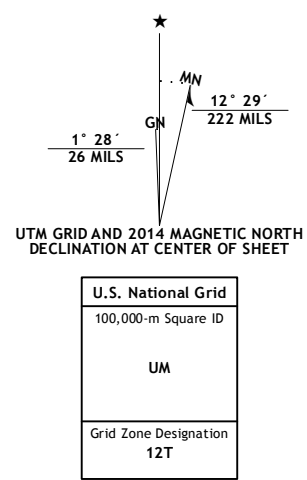 ★
MN
GN
12° 29´
222 MILS
1° 28´
26 MILS
UTM GRID AND 2014 MAGNETIC NORTH
DECLINATION AT CENTER OF SHEET
U.S. National Grid
100,000-m Square ID
UM
Grid Zone Designation
12T